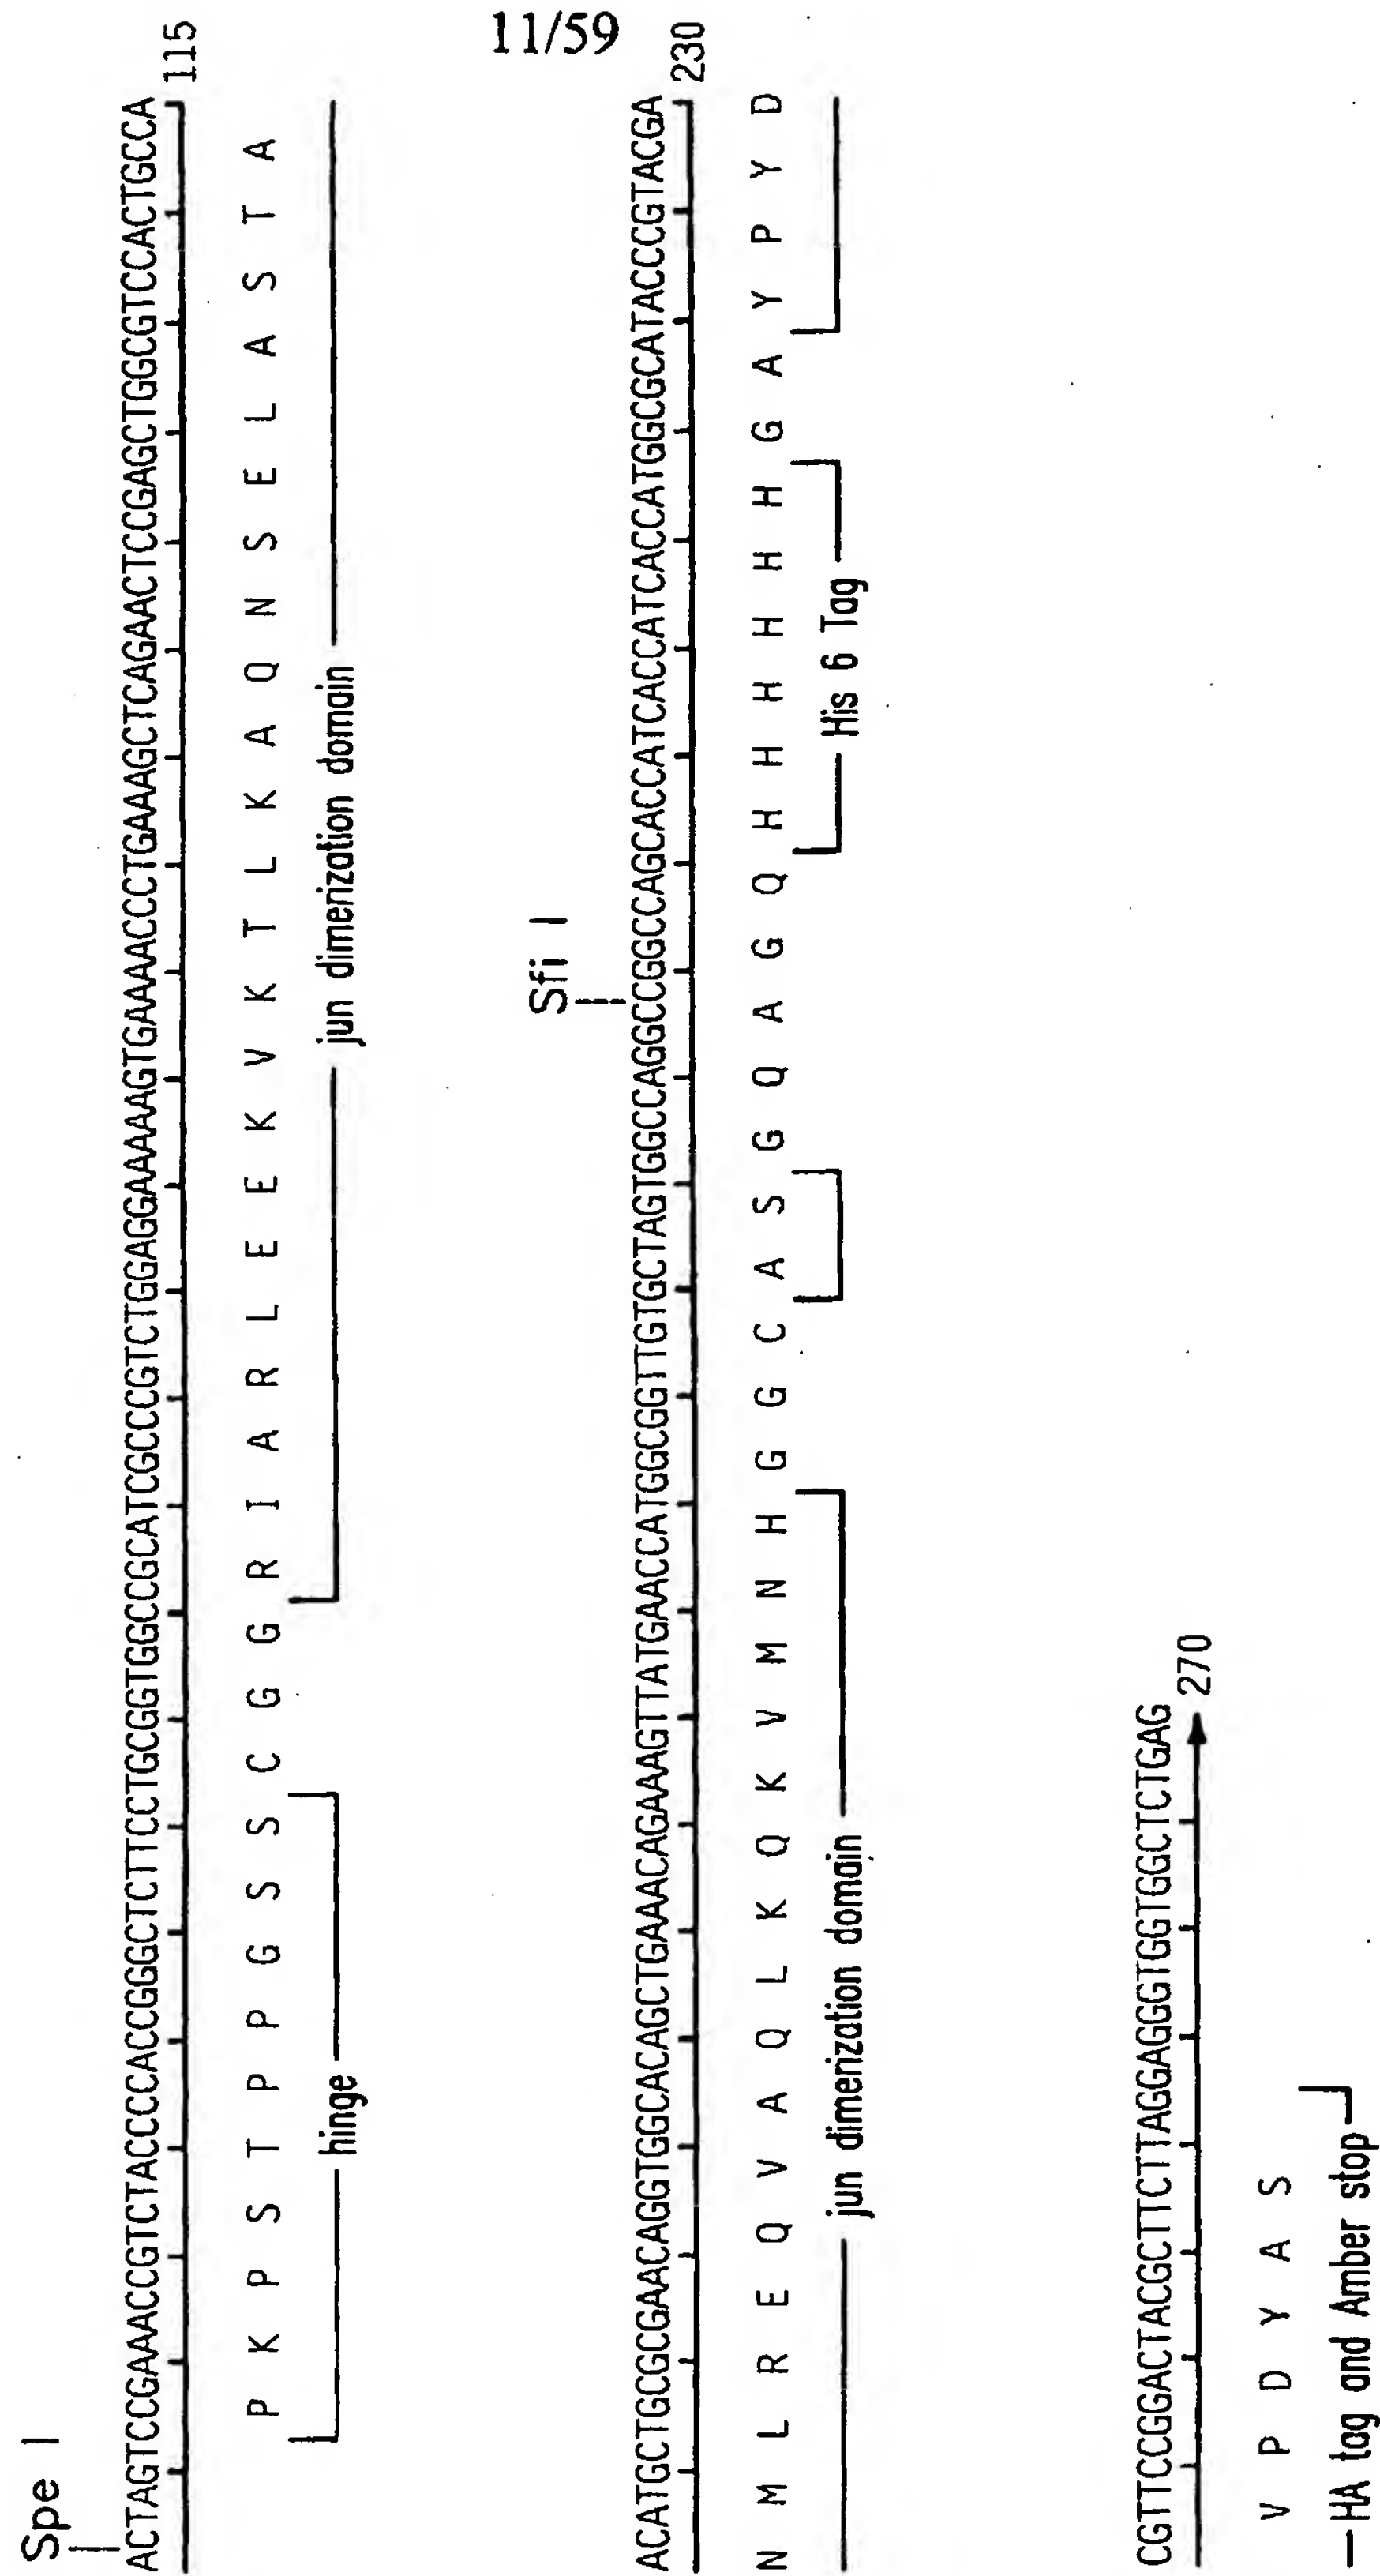 11/59
Spe I
ACTAGTCCGAAACCGTCTACCCCACCGGGCTCTTCCTGCGGTGGCCGCATCGCCCGTCTGGAGGAAAAAGTGAAAACCCTGAAAGCTCAGAACTCCGAGCTGGCGTCCACTGCCA 115
P K P S T P P G S S C G G R I A R L E E K V K T L K A Q N S E L A S T A
hinge jun dimerization domain
Sfi I
ACATGCTGCGCGAACAGGTGGCACAGCTGAAACAGAAAGTTATGAACCATGGCGGTTGTGCTAGTGGCCAGGCCGGCCAGCACCATCACCATCACCATGGCGCATACCCGTACGA 230
N M L R E Q V A Q L K Q K V M N H G G C A S G Q A G Q H H H H H H G A Y P Y D
jun dimerization domain His 6 Tag
CGTTCCGGACTACGCTTCTTAGGAGGGTGGTGGCTCTGAG 270
V P D Y A S
HA tag and Amber stop